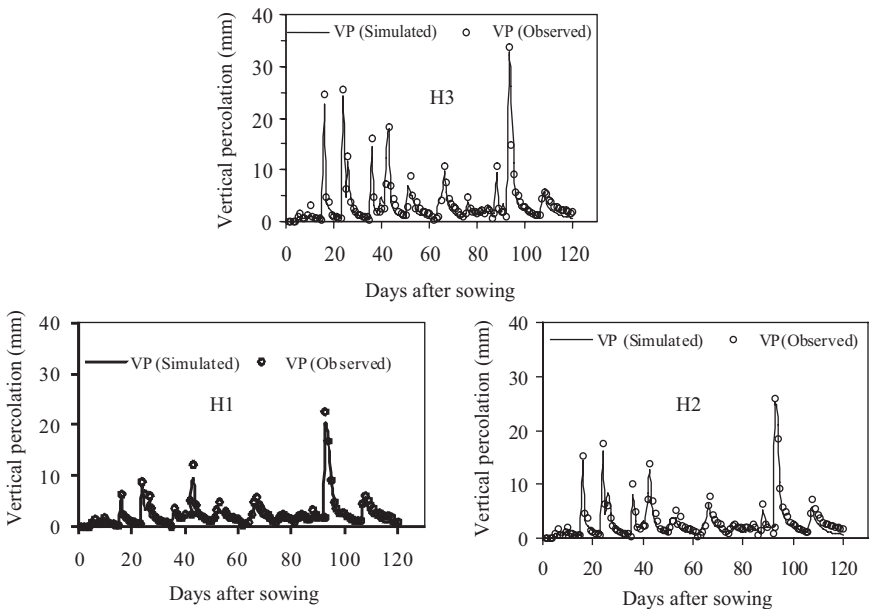 40
VP (Simulated) VP (Observed)
30
H3
20
10
0
0 20 40 60 80 100 120
Days after sowing
Vertical percolation (mm)
40
VP (Simulated) VP (Observed)
30
H1
20
10
0
0 20 40 60 80 100 120
Days after sowing
Vertical percolation (mm)
40
VP (Simulated) VP (Observed)
30
H2
20
10
0
0 20 40 60 80 100 120
Days after sowing
Vertical percolation (mm)